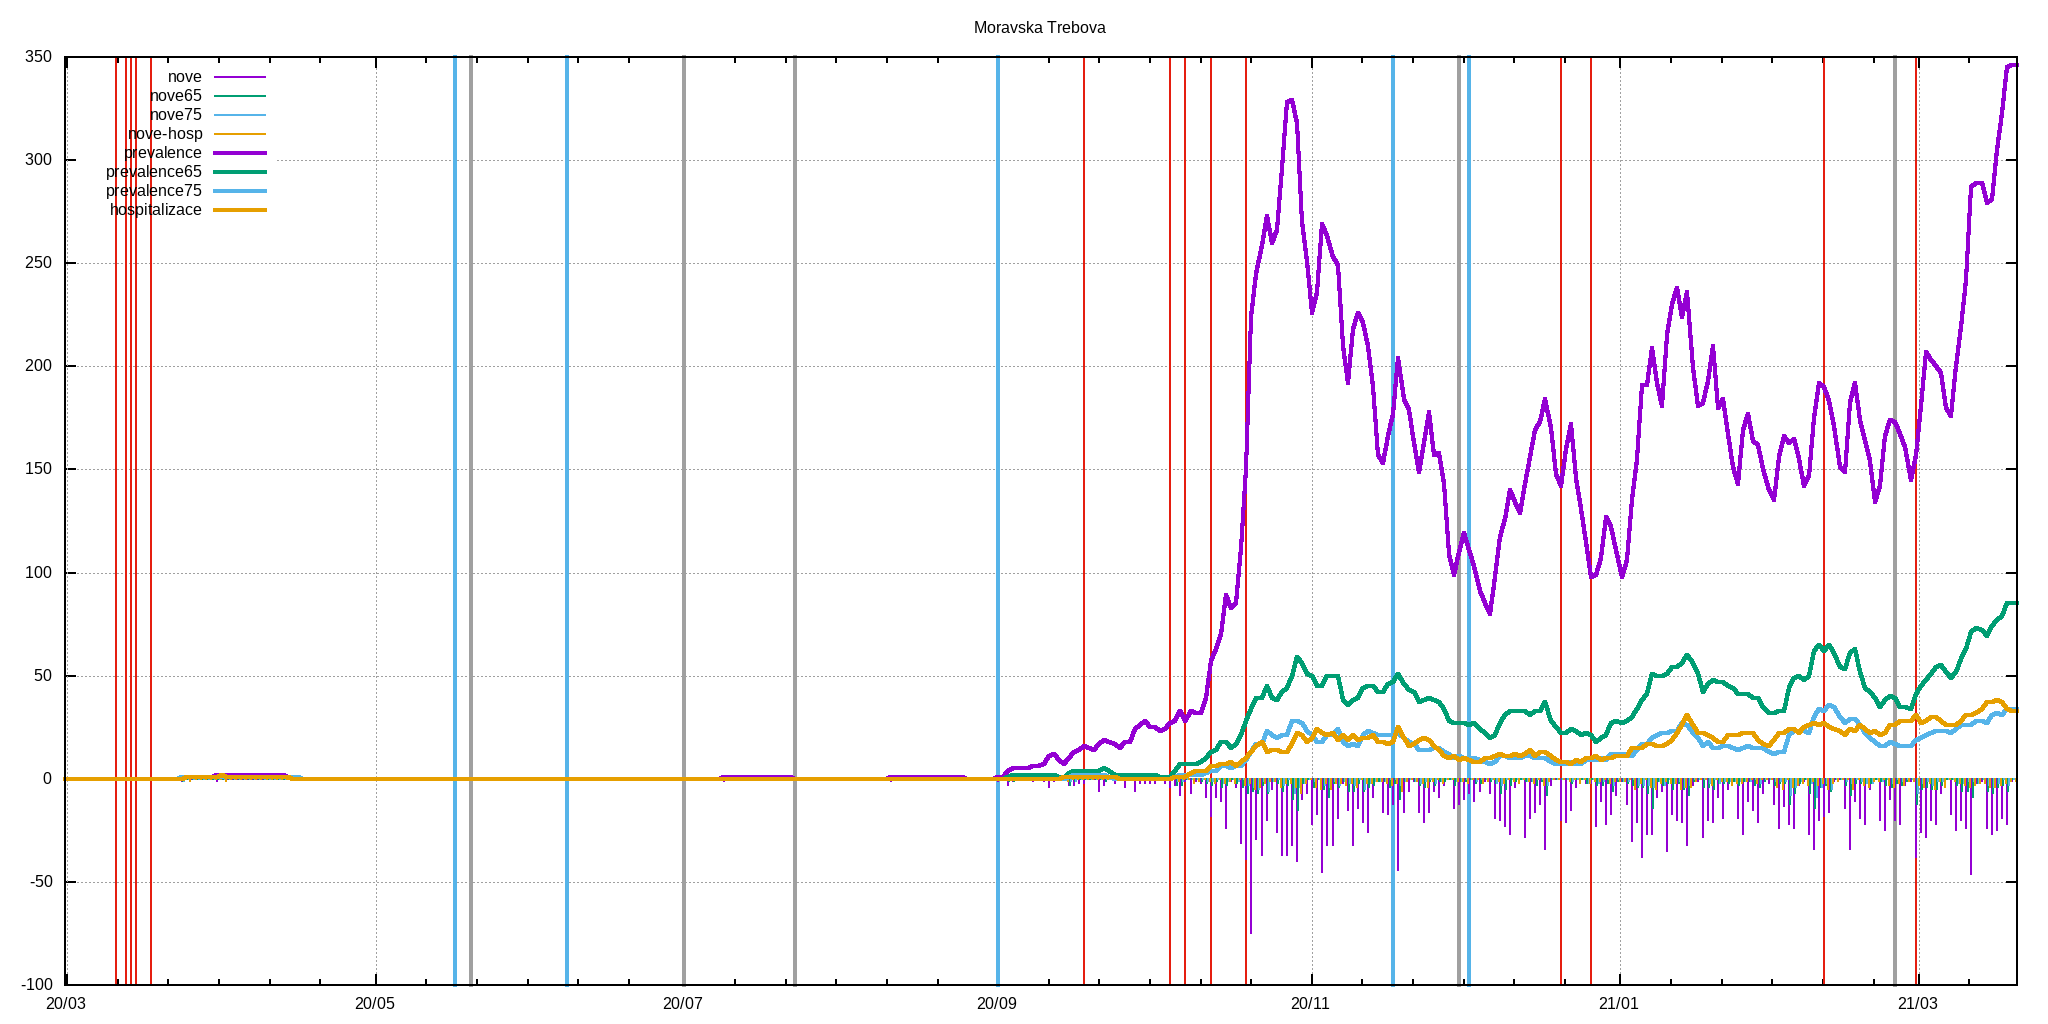 Moravska Trebova
350
300
250
200
150
100
50
0
-50
-100
nove
nove65
nove75
nove-hosp
prevalence
prevalence65
prevalence75
hospitalizace
20/03 20/05 20/07 20/09 20/11 21/01 21/03